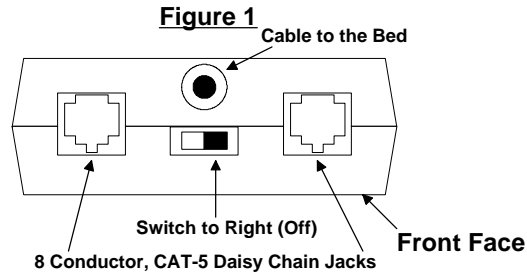 Figure 1
Cable to the Bed
Switch to Right (Off)
Front Face
8 Conductor, CAT-5 Daisy Chain Jacks